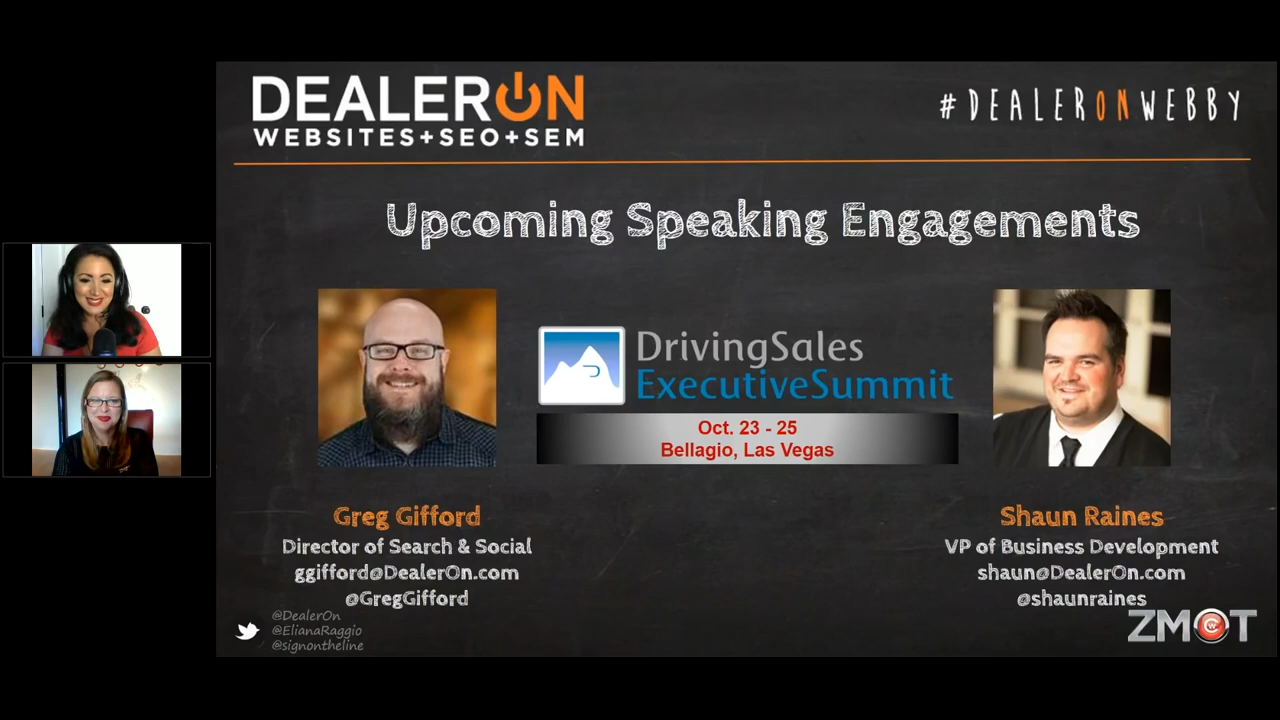 DEALERON
WEBSITES+SEO+SEM
#DEALERONWEBBY
Upcoming Speaking Engagements
DrivingSales
ExecutiveSummit
Oct. 23 - 25
Bellagio, Las Vegas
Greg Gifford
Director of Search & Social
ggifford@DealerOn.com
@GregGifford
Shaun Raines
VP of Business Development
shaun@DealerOn.com
@shaunraines
@DealerOn
@ElianaRaggio
@signontheline
ZMOT